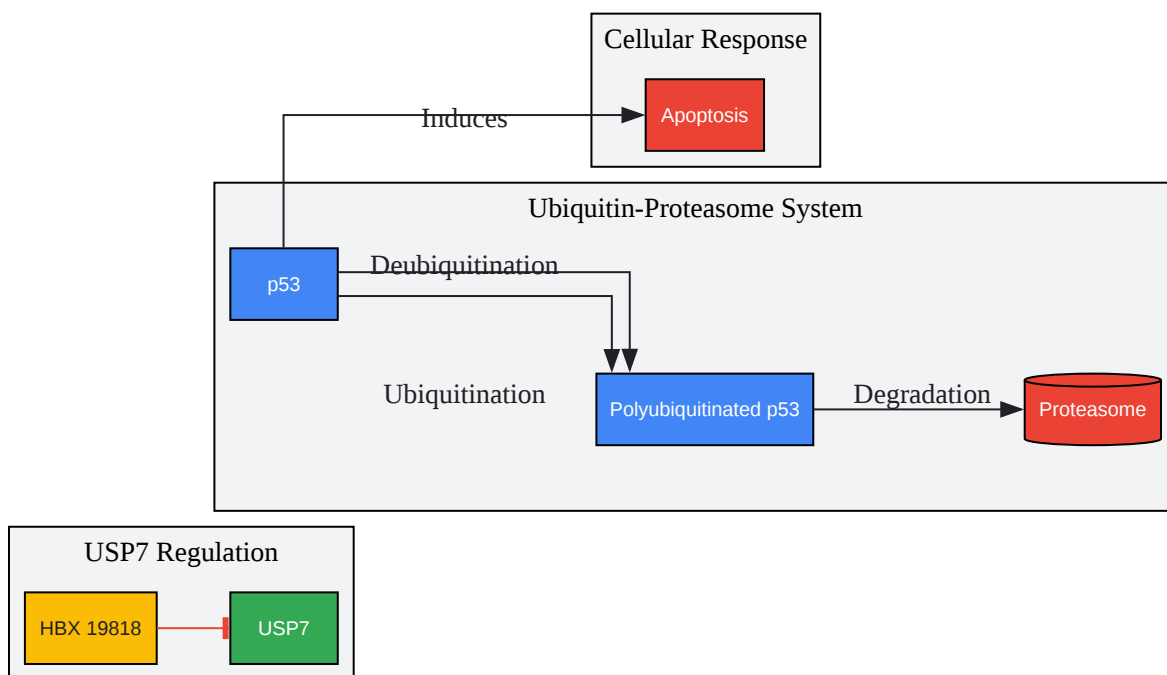 Cellular Response
Apoptosis
Induces
Ubiquitin-Proteasome System
Deubiquitination
p53
Ubiquitination
Polyubiquitinated p53
Degradation
Proteasome
USP7 Regulation
HBX 19818
USP7